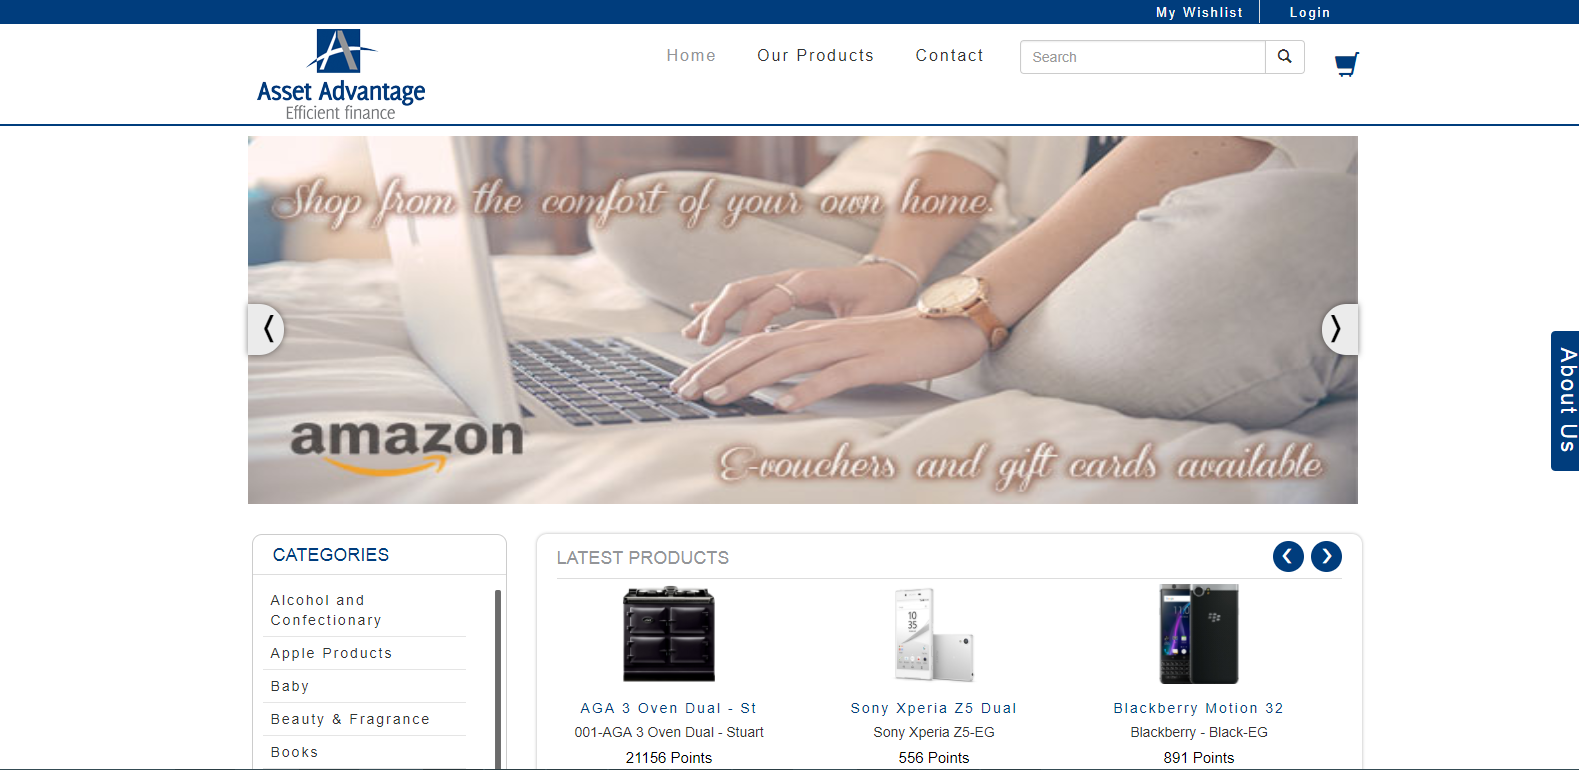 My Wishlist
Login
Asset Advantage
Efficient finance
Home
Our Products
Contact
Search
Shop from the comfort of your own home.
amazon
E-vouchers and gift cards available
About Us
CATEGORIES
Alcohol and
Confectionary
Apple Products
Baby
Beauty & Fragrance
Books
LATEST PRODUCTS
AGA 3 Oven Dual - St
001-AGA 3 Oven Dual - Stuart
21156 Points
10
35
Sony Xperia Z5 Dual
Sony Xperia Z5-EG
556 Points
Blackberry Motion 32
Blackberry - Black-EG
891 Points